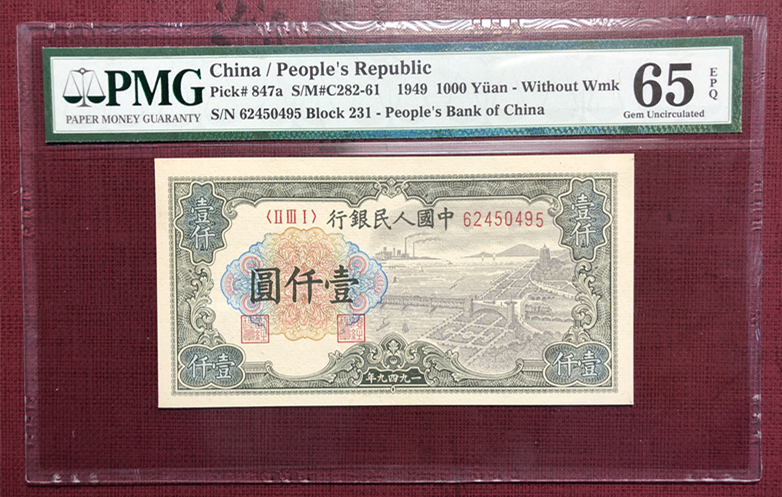 PMG
PAPER MONEY GUARANTY
China / People's Republic
Pick# 847a S/M#C282-61 1949 1000 Yüan - Without Wmk
S/N 62450495 Block 231 - People's Bank of China
65 EPQ
Gem Uncirculated
壹仟
壹仟
〈II III I〉
行銀民人國中
62450495
圓仟壹
仟壹
仟壹
年九四九一